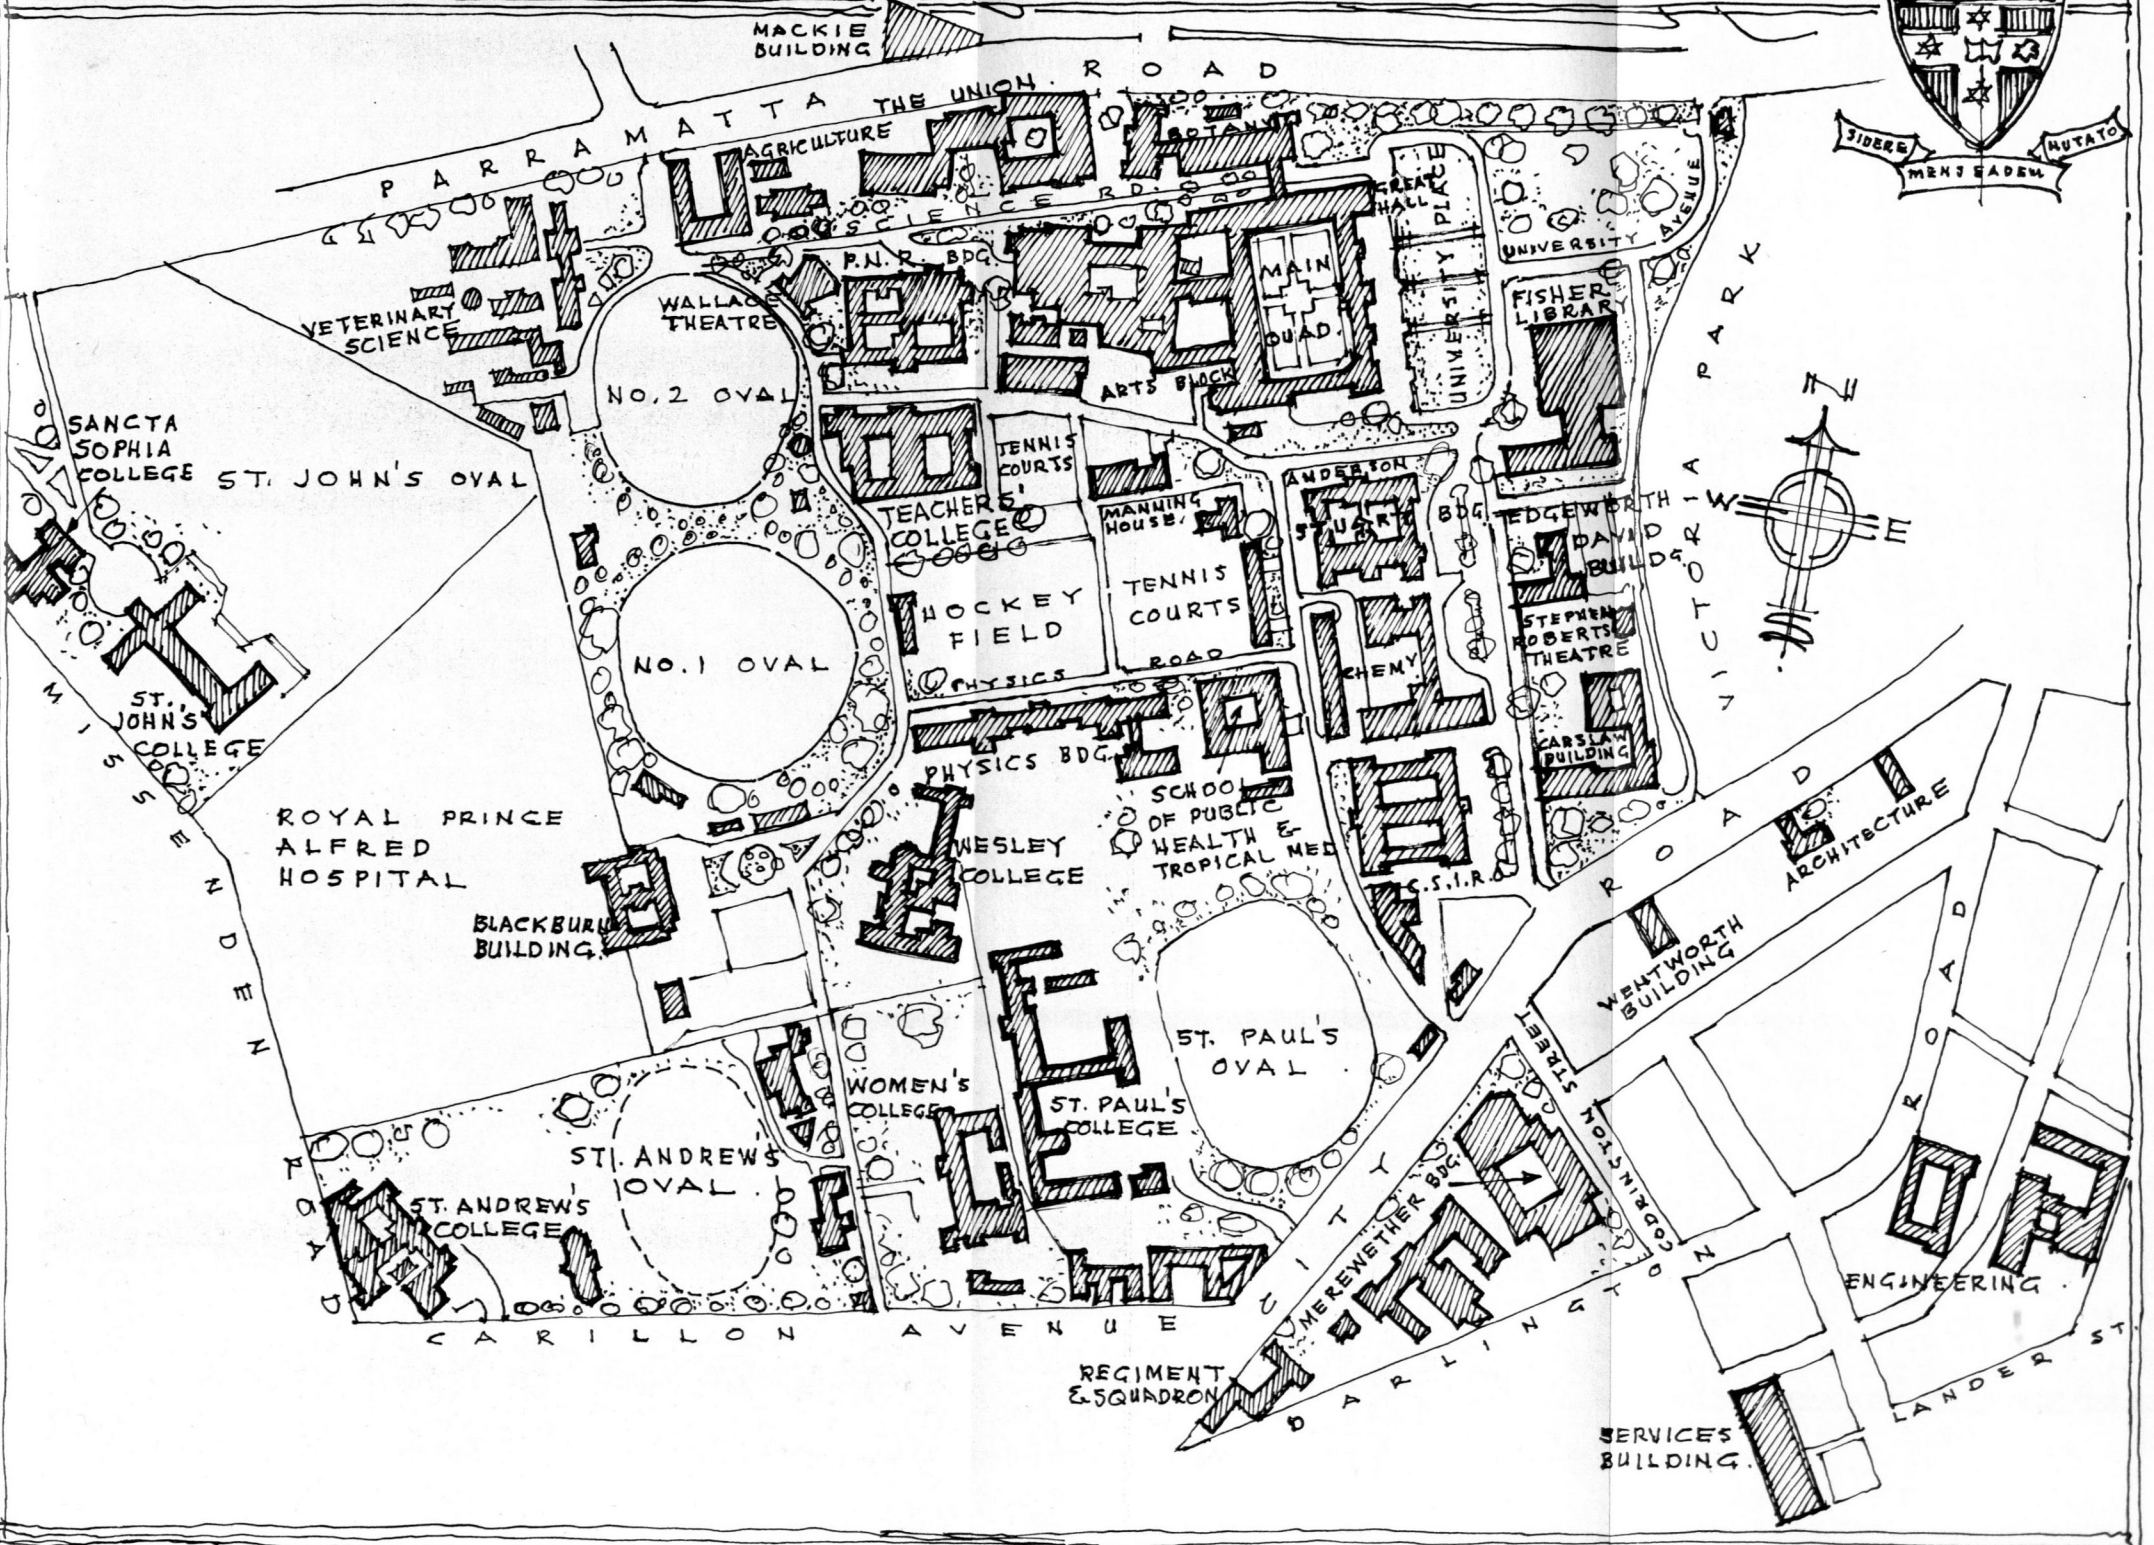 MACKIE
BUILDING
PARRAMATTA ROAD
THE UNION
AGRICULTURE
BOTANY
SCIENCE RD.
GREAT
HALL
UNIVERSITY PLACE
UNIVERSITY AVENUE
SIDERE
MENS EADEM
MUTATO
P.N.R. BDG.
WALLACE
THEATRE
MAIN
QUAD.
FISHER
LIBRARY
VETERINARY
SCIENCE
NO. 2 OVAL
ARTS BLOCK
VICTORIA PARK
N
W
E
SANCTA
SOPHIA
COLLEGE
ST. JOHN'S OVAL
TENNIS
COURTS
ANDERSON
STUART
BDG.
TEACHERS'
COLLEGE
MANNING
HOUSE.
EDGEWORTH
DAVID
BUILDG.
HOCKEY
FIELD
TENNIS
COURTS
STEPHEN
ROBERTS
THEATRE
NO. 1 OVAL
PHYSICS ROAD
CHEMY
ST.
JOHN'S
COLLEGE
PHYSICS BDG.
CARSLAW
BUILDING
SCHOOL
OF PUBLIC
HEALTH &
TROPICAL MED
ROYAL PRINCE
ALFRED
HOSPITAL
WESLEY
COLLEGE
C.S.I.R.O.
ARCHITECTURE
BLACKBURN
BUILDING.
WENTWORTH
BUILDING
MISSENDEN ROAD
ST. PAUL'S
OVAL
WOMEN'S
COLLEGE
ST. PAUL'S
COLLEGE
CODRINGTON STREET
ST. ANDREW'S
OVAL
ST. ANDREW'S
COLLEGE
MEREWETHER BDG.
CITY ROAD
ENGINEERING.
CARILLON AVENUE
REGIMENT
& SQUADRON
DARLINGTON ROAD
LANDER ST.
SERVICES
BUILDING.